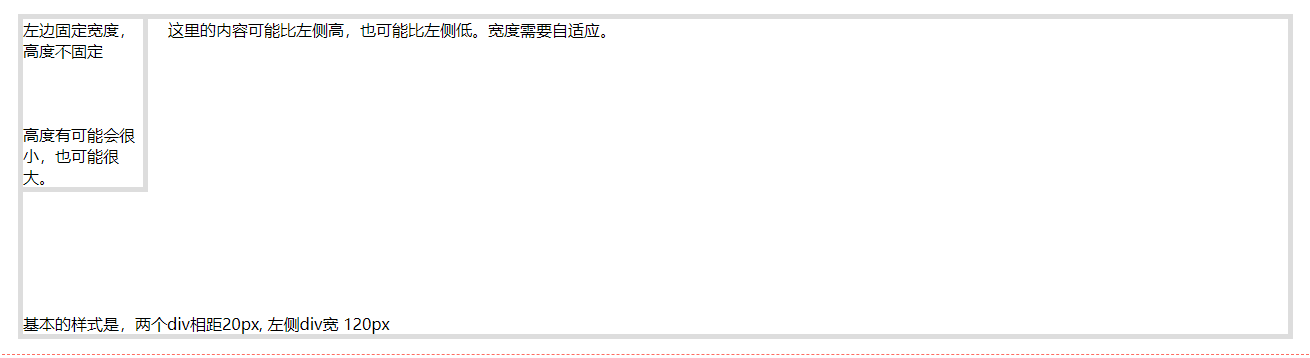 左边固定宽度，
高度不固定
这里的内容可能比左侧高，也可能比左侧低。宽度需要自适应。
高度有可能会很
小，也可能很
大。
基本的样式是，两个div相距20px, 左侧div宽 120px